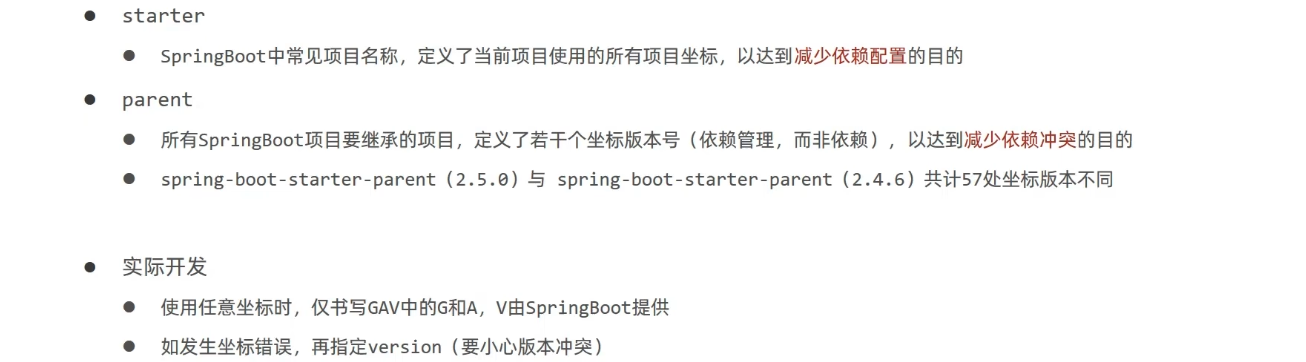 starter
SpringBoot中常见项目名称，定义了当前项目使用的所有项目坐标，以达到减少依赖配置的目的
parent
所有SpringBoot项目要继承的项目，定义了若干个坐标版本号（依赖管理，而非依赖），以达到减少依赖冲突的目的
spring-boot-starter-parent（2.5.0）与 spring-boot-starter-parent（2.4.6）共计57处坐标版本不同
实际开发
使用任意坐标时，仅书写GAV中的G和A，V由SpringBoot提供
如发生坐标错误，再指定version（要小心版本冲突）